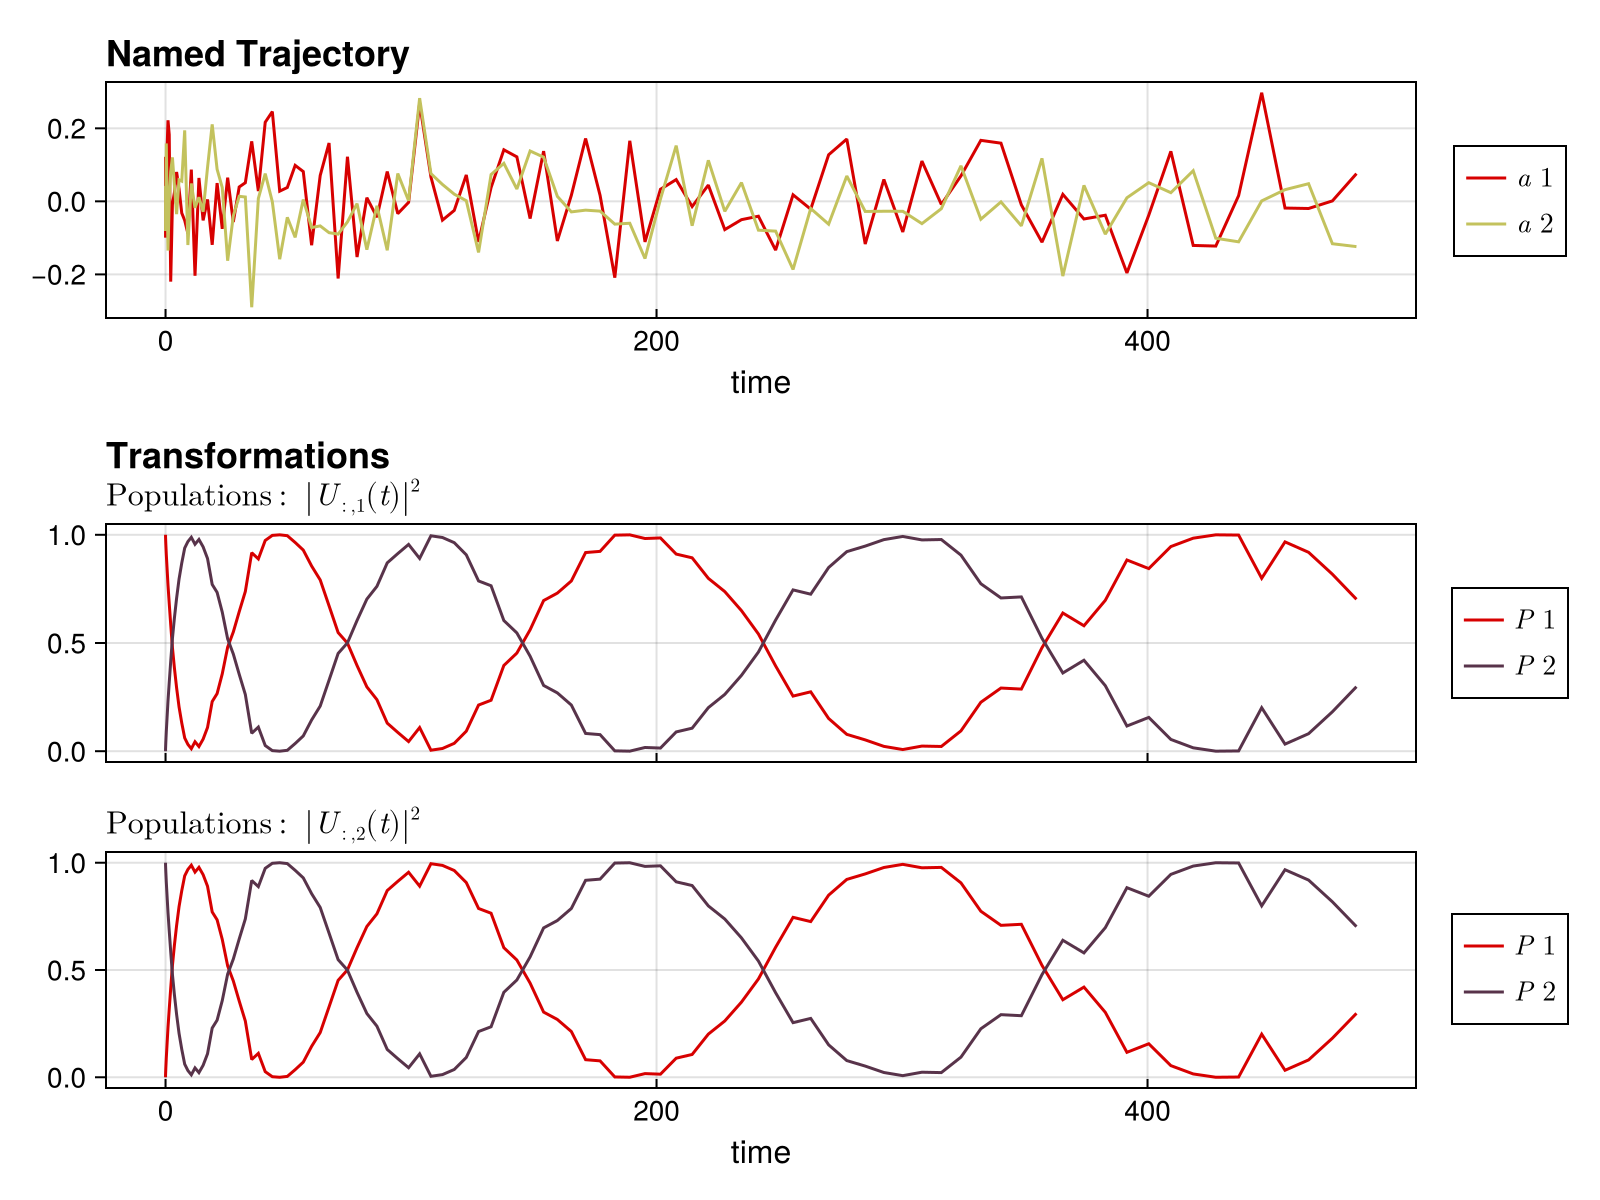 Named Trajectory
0.2
0.0
−0.2
0 200 400
time
a 1
a 2
Transformations
Populations: |U:,1(t)|²
1.0
0.5
0.0
P 1
P 2
Populations: |U:,2(t)|²
1.0
0.5
0.0
0 200 400
time
P 1
P 2